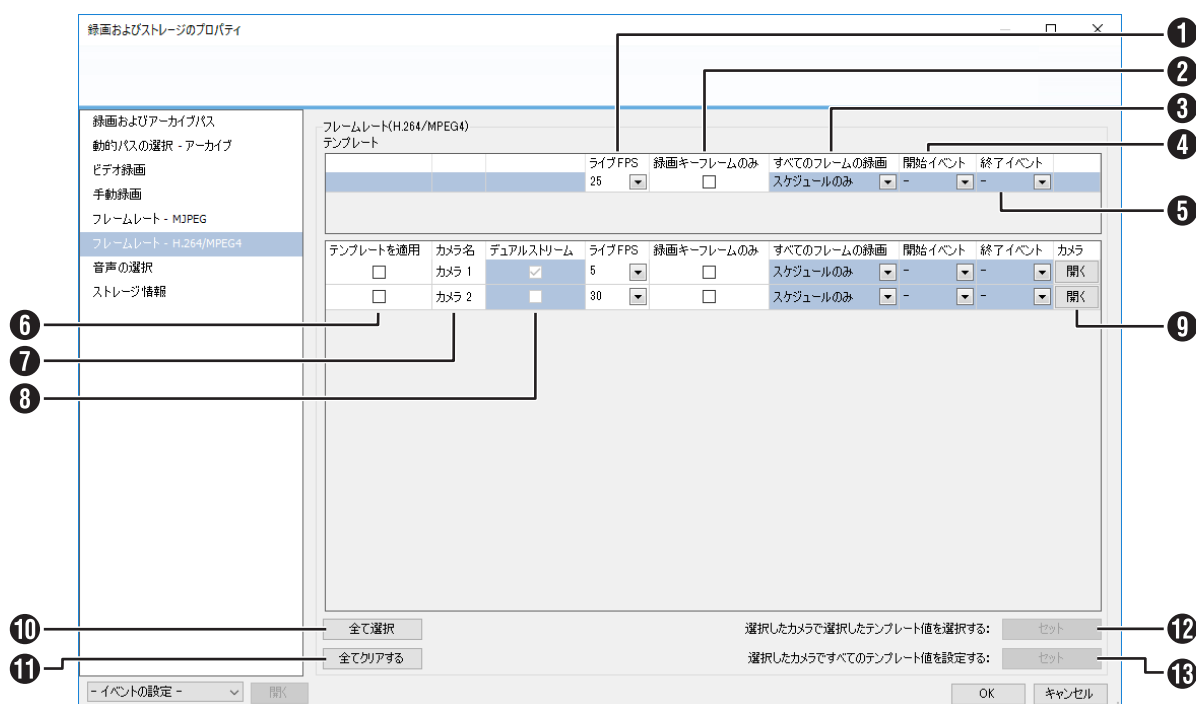 録画およびストレージのプロパティ
❶
❷
❸
❹
❺
録画およびアーカイブパス
動的パスの選択 - アーカイブ
ビデオ録画
手動録画
フレームレート - MJPEG
フレームレート - H.264/MPEG4
音声の選択
ストレージ情報
フレームレート(H.264/MPEG4)
テンプレート
ライブFPS 録画キーフレームのみ すべてのフレームの録画 開始イベント 終了イベント
25 スケジュールのみ - -
テンプレートを適用 カメラ名 デュアルストリーム ライブFPS 録画キーフレームのみ すべてのフレームの録画 開始イベント 終了イベント カメラ
カメラ 1 5 スケジュールのみ - - 開く
カメラ 2 30 スケジュールのみ - - 開く
❻
❼
❽
❾
❿
⓫
⓬
⓭
全て選択 選択したカメラで選択したテンプレート値を選択する: セット
全てクリアする 選択したカメラですべてのテンプレート値を設定する: セット
- イベントの設定 - 開く OK キャンセル